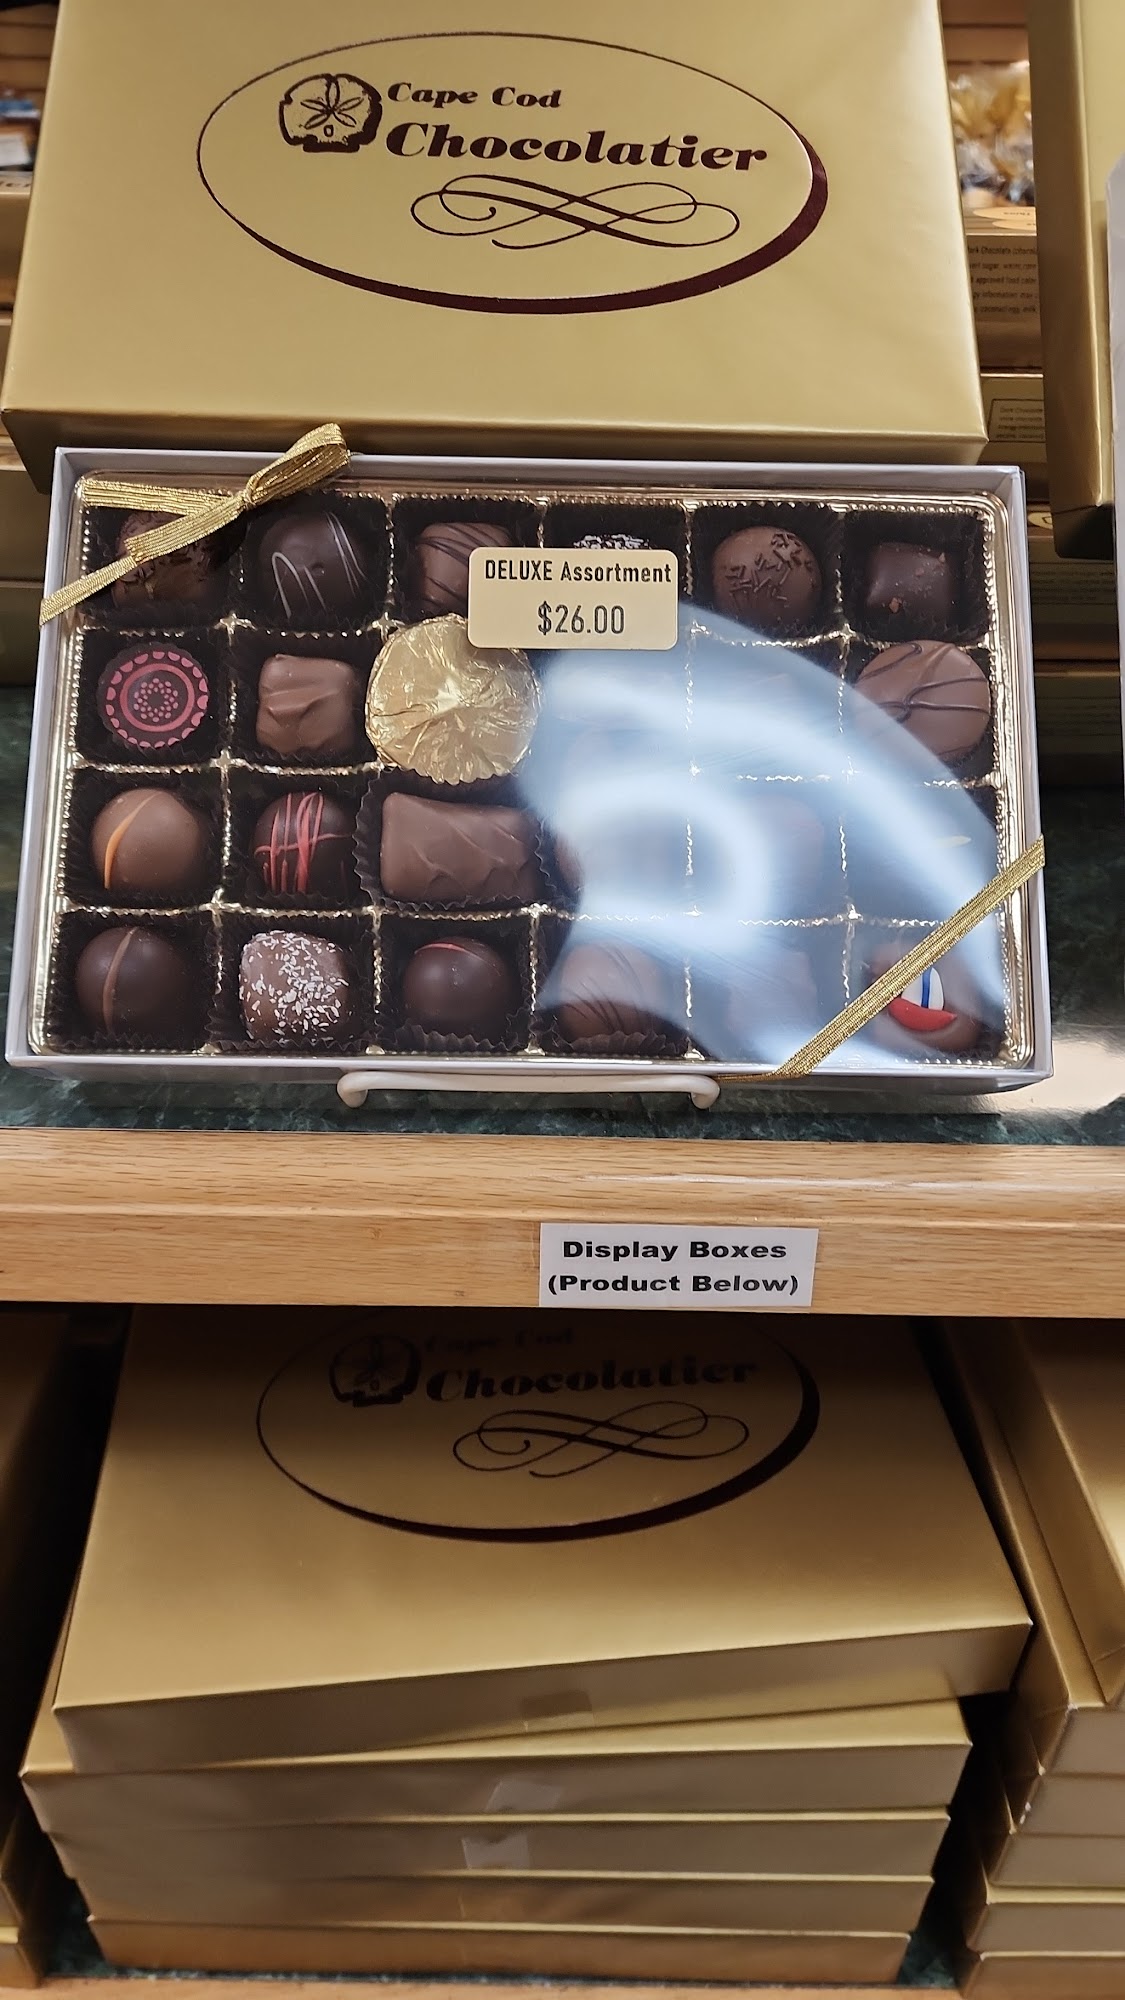 Cape Cod
Chocolatier
DELUXE Assortment
$26.00
Display Boxes
(Product Below)
Cape Cod
Chocolatier